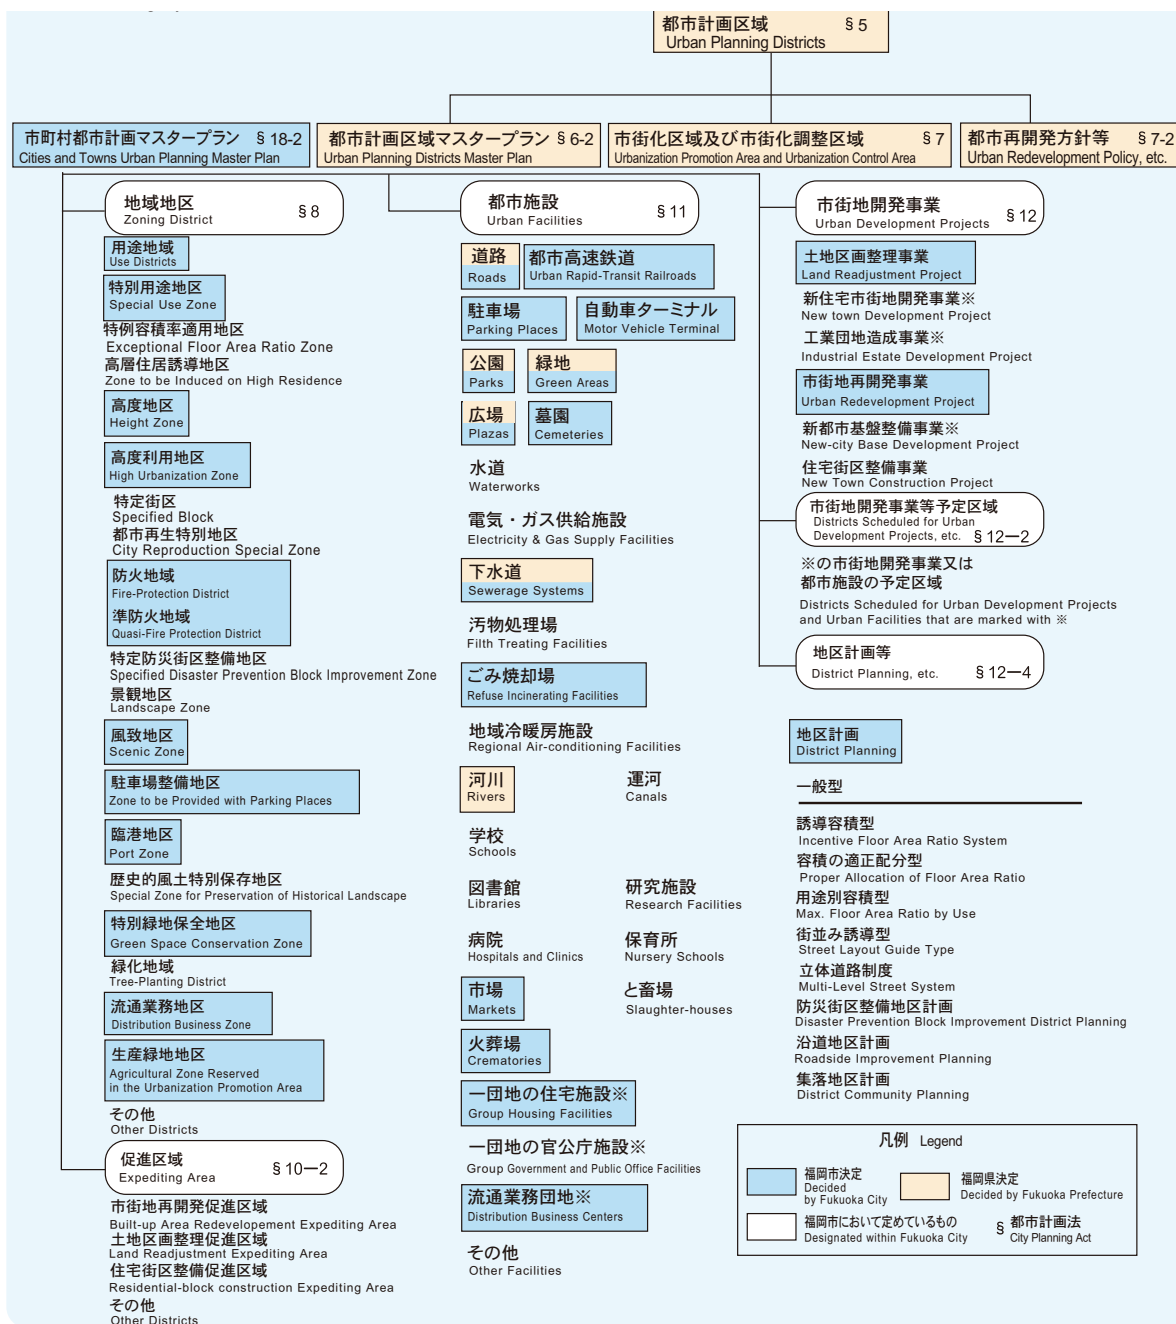 都市計画区域 §5
Urban Planning Districts
市町村都市計画マスタープラン §18-2
Cities and Towns Urban Planning Master Plan
都市計画区域マスタープラン §6-2
Urban Planning Districts Master Plan
市街化区域及び市街化調整区域 §7
Urbanization Promotion Area and Urbanization Control Area
都市再開発方針等 §7-2
Urban Redevelopment Policy, etc.
地域地区 §8
Zoning District
用途地域
Use Districts
特別用途地区
Special Use Zone
特例容積率適用地区
Exceptional Floor Area Ratio Zone
高層住居誘導地区
Zone to be Induced on High Residence
高度地区
Height Zone
高度利用地区
High Urbanization Zone
特定街区
Specified Block
都市再生特別地区
City Reproduction Special Zone
防火地域
Fire-Protection District
準防火地域
Quasi-Fire Protection District
特定防災街区整備地区
Specified Disaster Prevention Block Improvement Zone
景観地区
Landscape Zone
風致地区
Scenic Zone
駐車場整備地区
Zone to be Provided with Parking Places
臨港地区
Port Zone
歴史的風土特別保存地区
Special Zone for Preservation of Historical Landscape
特別緑地保全地区
Green Space Conservation Zone
緑化地域
Tree-Planting District
流通業務地区
Distribution Business Zone
生産緑地地区
Agricultural Zone Reserved
in the Urbanization Promotion Area
その他
Other Districts
促進区域 §10ー2
Expediting Area
市街地再開発促進区域
Built-up Area Redevelopement Expediting Area
土地区画整理促進区域
Land Readjustment Expediting Area
住宅街区整備促進区域
Residential-block construction Expediting Area
その他
Other Districts
都市施設 §11
Urban Facilities
道路
Roads
都市高速鉄道
Urban Rapid-Transit Railroads
駐車場
Parking Places
自動車ターミナル
Motor Vehicle Terminal
公園
Parks
緑地
Green Areas
広場
Plazas
墓園
Cemeteries
水道
Waterworks
電気・ガス供給施設
Electricity & Gas Supply Facilities
下水道
Sewerage Systems
汚物処理場
Filth Treating Facilities
ごみ焼却場
Refuse Incinerating Facilities
地域冷暖房施設
Regional Air-conditioning Facilities
河川
Rivers
運河
Canals
学校
Schools
図書館
Libraries
研究施設
Research Facilities
病院
Hospitals and Clinics
保育所
Nursery Schools
市場
Markets
と畜場
Slaughter-houses
火葬場
Crematories
一団地の住宅施設※
Group Housing Facilities
一団地の官公庁施設※
Group Government and Public Office Facilities
流通業務団地※
Distribution Business Centers
その他
Other Facilities
市街地開発事業 §12
Urban Development Projects
土地区画整理事業
Land Readjustment Project
新住宅市街地開発事業※
New town Development Project
工業団地造成事業※
Industrial Estate Development Project
市街地再開発事業
Urban Redevelopment Project
新都市基盤整備事業※
New-city Base Development Project
住宅街区整備事業
New Town Construction Project
市街地開発事業等予定区域
Districts Scheduled for Urban
Development Projects, etc. §12ー2
※の市街地開発事業又は
都市施設の予定区域
Districts Scheduled for Urban Development Projects
and Urban Facilities that are marked with ※
地区計画等
District Planning, etc. §12ー4
地区計画
District Planning
一般型
誘導容積型
Incentive Floor Area Ratio System
容積の適正配分型
Proper Allocation of Floor Area Ratio
用途別容積型
Max. Floor Area Ratio by Use
街並み誘導型
Street Layout Guide Type
立体道路制度
Multi-Level Street System
防災街区整備地区計画
Disaster Prevention Block Improvement District Planning
沿道地区計画
Roadside Improvement Planning
集落地区計画
District Community Planning
凡例 Legend
福岡市決定
Decided
by Fukuoka City
福岡県決定
Decided by Fukuoka Prefecture
福岡市において定めているもの
Designated within Fukuoka City
§ 都市計画法
City Planning Act